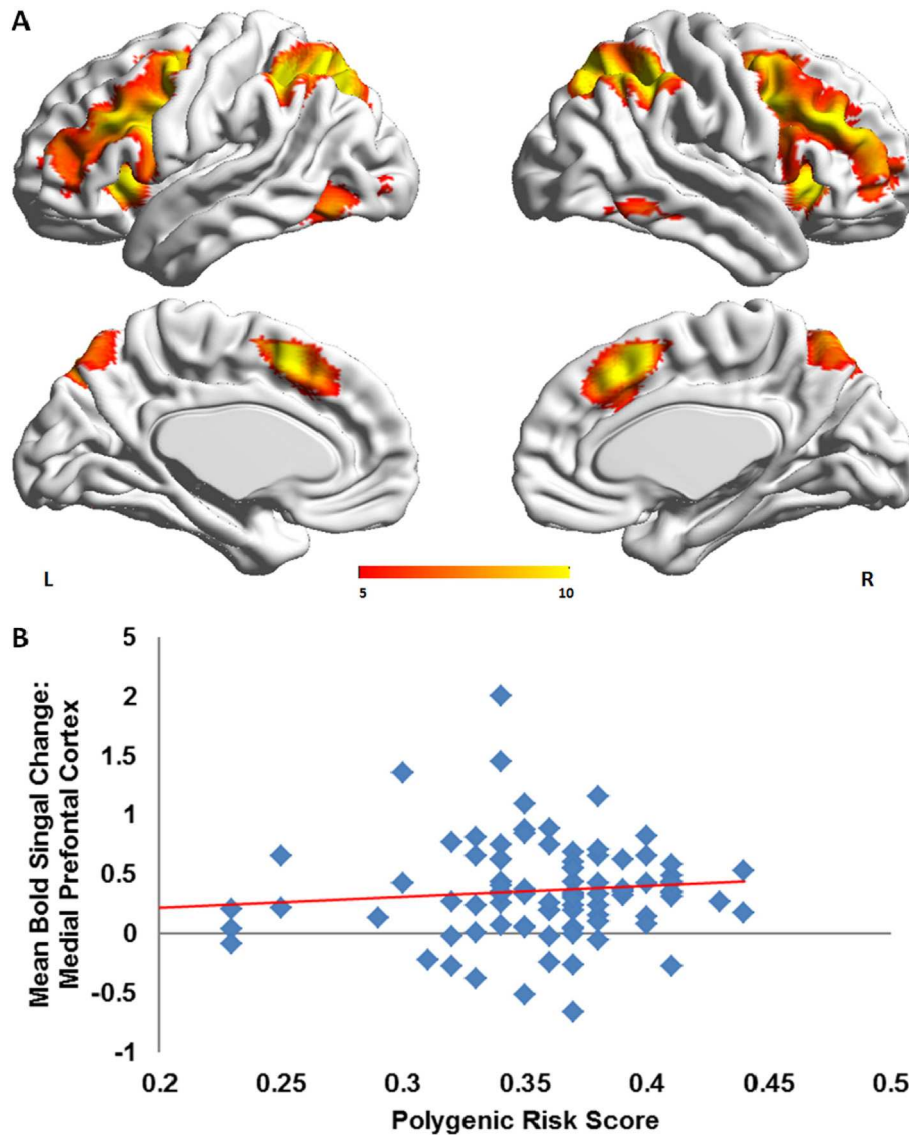 A
L
5 10
R
B
Mean Bold Singal Change:
Medial Prefontal Cortex
5
2
1.5
1
0.5
0
-0.5
-1
0.2 0.25 0.3 0.35 0.4 0.45 0.5
Polygenic Risk Score